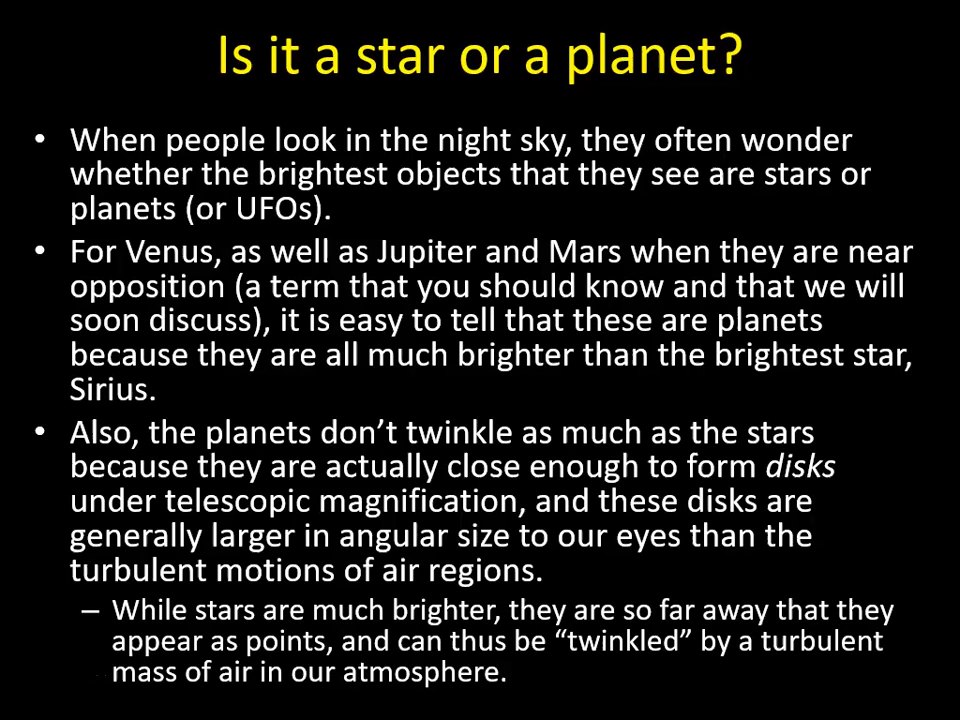 Is it a star or a planet?
• When people look in the night sky, they often wonder
whether the brightest objects that they see are stars or
planets (or UFOs).
• For Venus, as well as Jupiter and Mars when they are near
opposition (a term that you should know and that we will
soon discuss), it is easy to tell that these are planets
because they are all much brighter than the brightest star,
Sirius.
• Also, the planets don’t twinkle as much as the stars
because they are actually close enough to form disks
under telescopic magnification, and these disks are
generally larger in angular size to our eyes than the
turbulent motions of air regions.
– While stars are much brighter, they are so far away that they
appear as points, and can thus be “twinkled” by a turbulent
mass of air in our atmosphere.